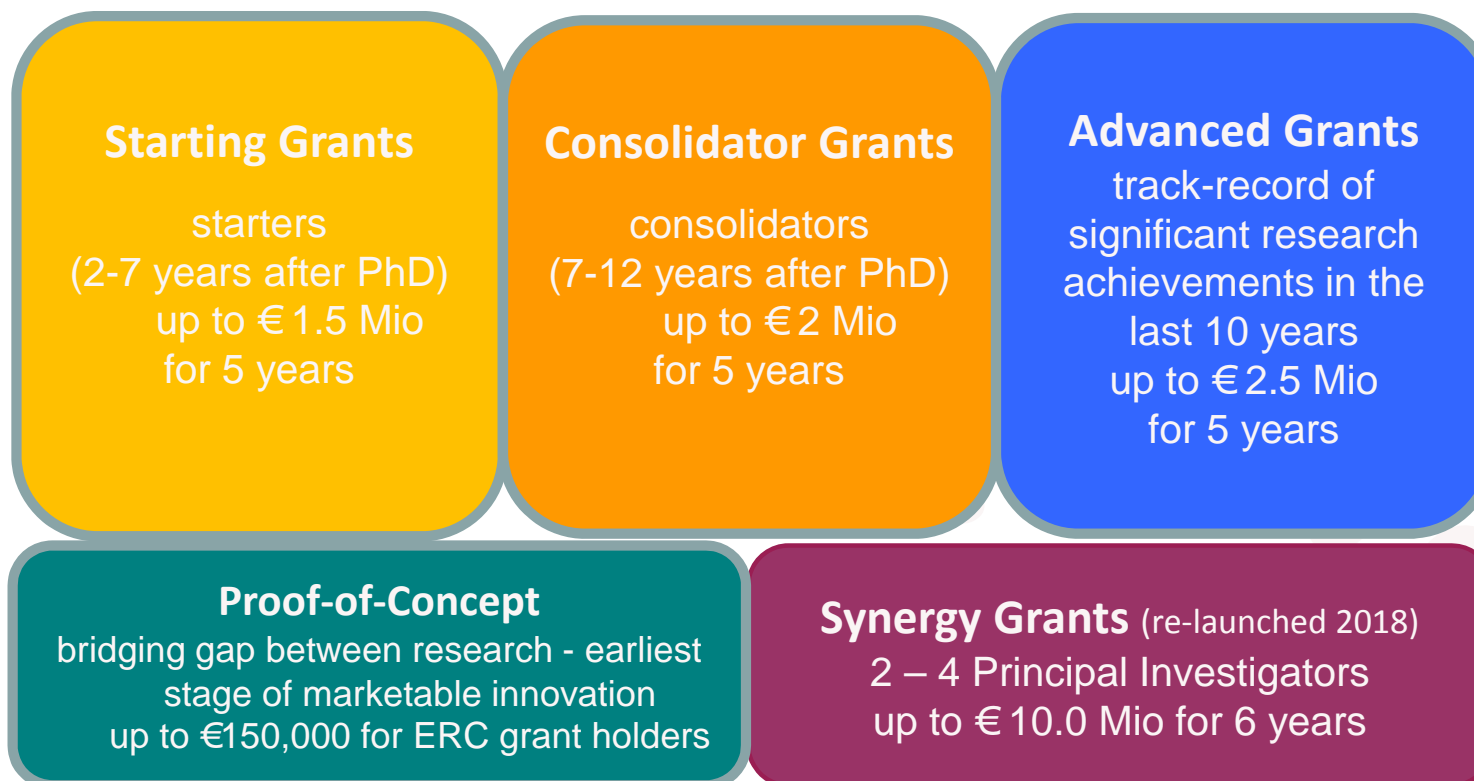 Starting Grants
starters
(2-7 years after PhD)
up to €1.5 Mio
for 5 years
Consolidator Grants
consolidators
(7-12 years after PhD)
up to €2 Mio
for 5 years
Advanced Grants
track-record of
significant research
achievements in the
last 10 years
up to €2.5 Mio
for 5 years
Proof-of-Concept
bridging gap between research - earliest
stage of marketable innovation
up to €150,000 for ERC grant holders
Synergy Grants (re-launched 2018)
2 – 4 Principal Investigators
up to €10.0 Mio for 6 years